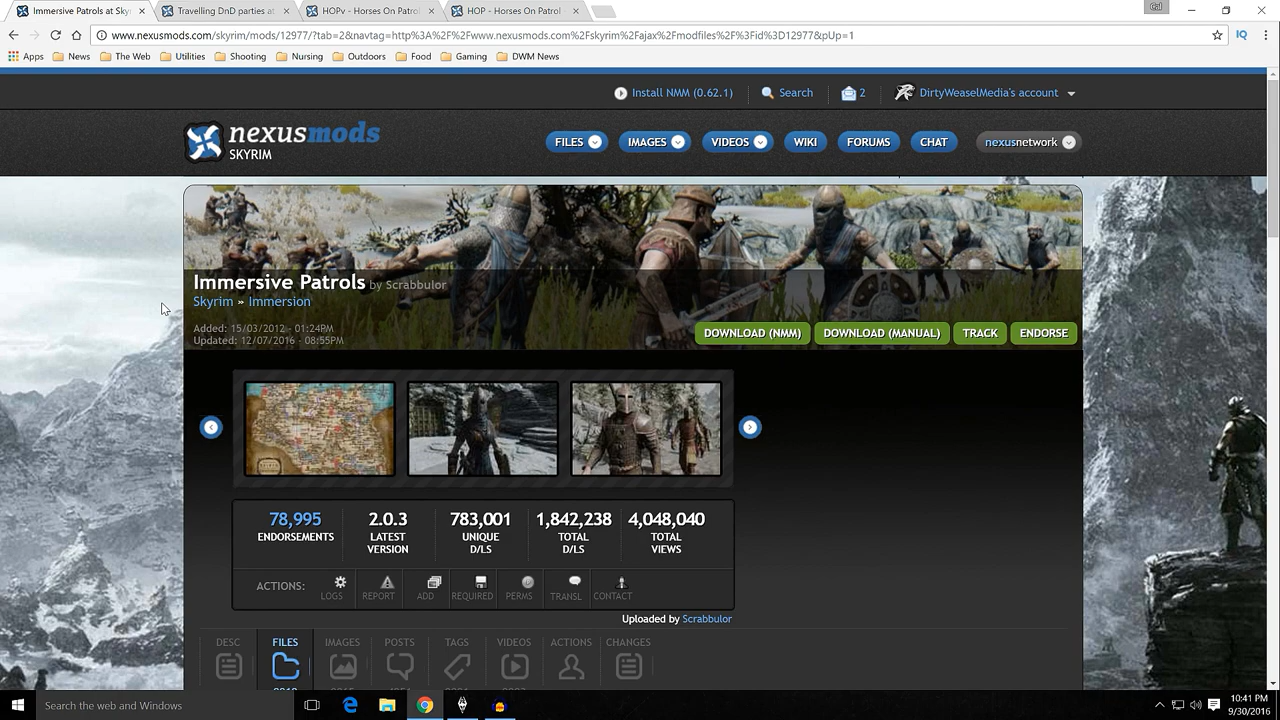 Immersive Patrols at Sky
Travelling DnD parties at
HOPv - Horses On Patrol
HOP - Horses On Patrol
www.nexusmods.com/skyrim/mods/12977/?tab=2&navtag=http%3A%2F%2Fwww.nexusmods.com%2Fskyrim%2Fajax%2Fmodfiles%2F%3Fid%3D12977&pUp=1
IQ
Apps News The Web Utilities Shooting Nursing Outdoors Food Gaming DWM News
Install NMM (0.62.1) Search 2 DirtyWeaselMedia's account
nexusmods
SKYRIM
FILES IMAGES VIDEOS WIKI FORUMS CHAT nexusnetwork
Immersive Patrols by Scrabbulor
Skyrim » Immersion
Added: 15/03/2012 - 01:24PM
Updated: 12/07/2016 - 08:55PM
DOWNLOAD (NMM) DOWNLOAD (MANUAL) TRACK ENDORSE
78,995 2.0.3 783,001 1,842,238 4,048,040
ENDORSEMENTS LATEST UNIQUE TOTAL TOTAL
VERSION D/LS D/LS VIEWS
ACTIONS: LOGS REPORT ADD REQUIRED PERMS TRANSL CONTACT
Uploaded by Scrabbulor
DESC FILES IMAGES POSTS TAGS VIDEOS ACTIONS CHANGES
Search the web and Windows
10:41 PM
9/30/2016